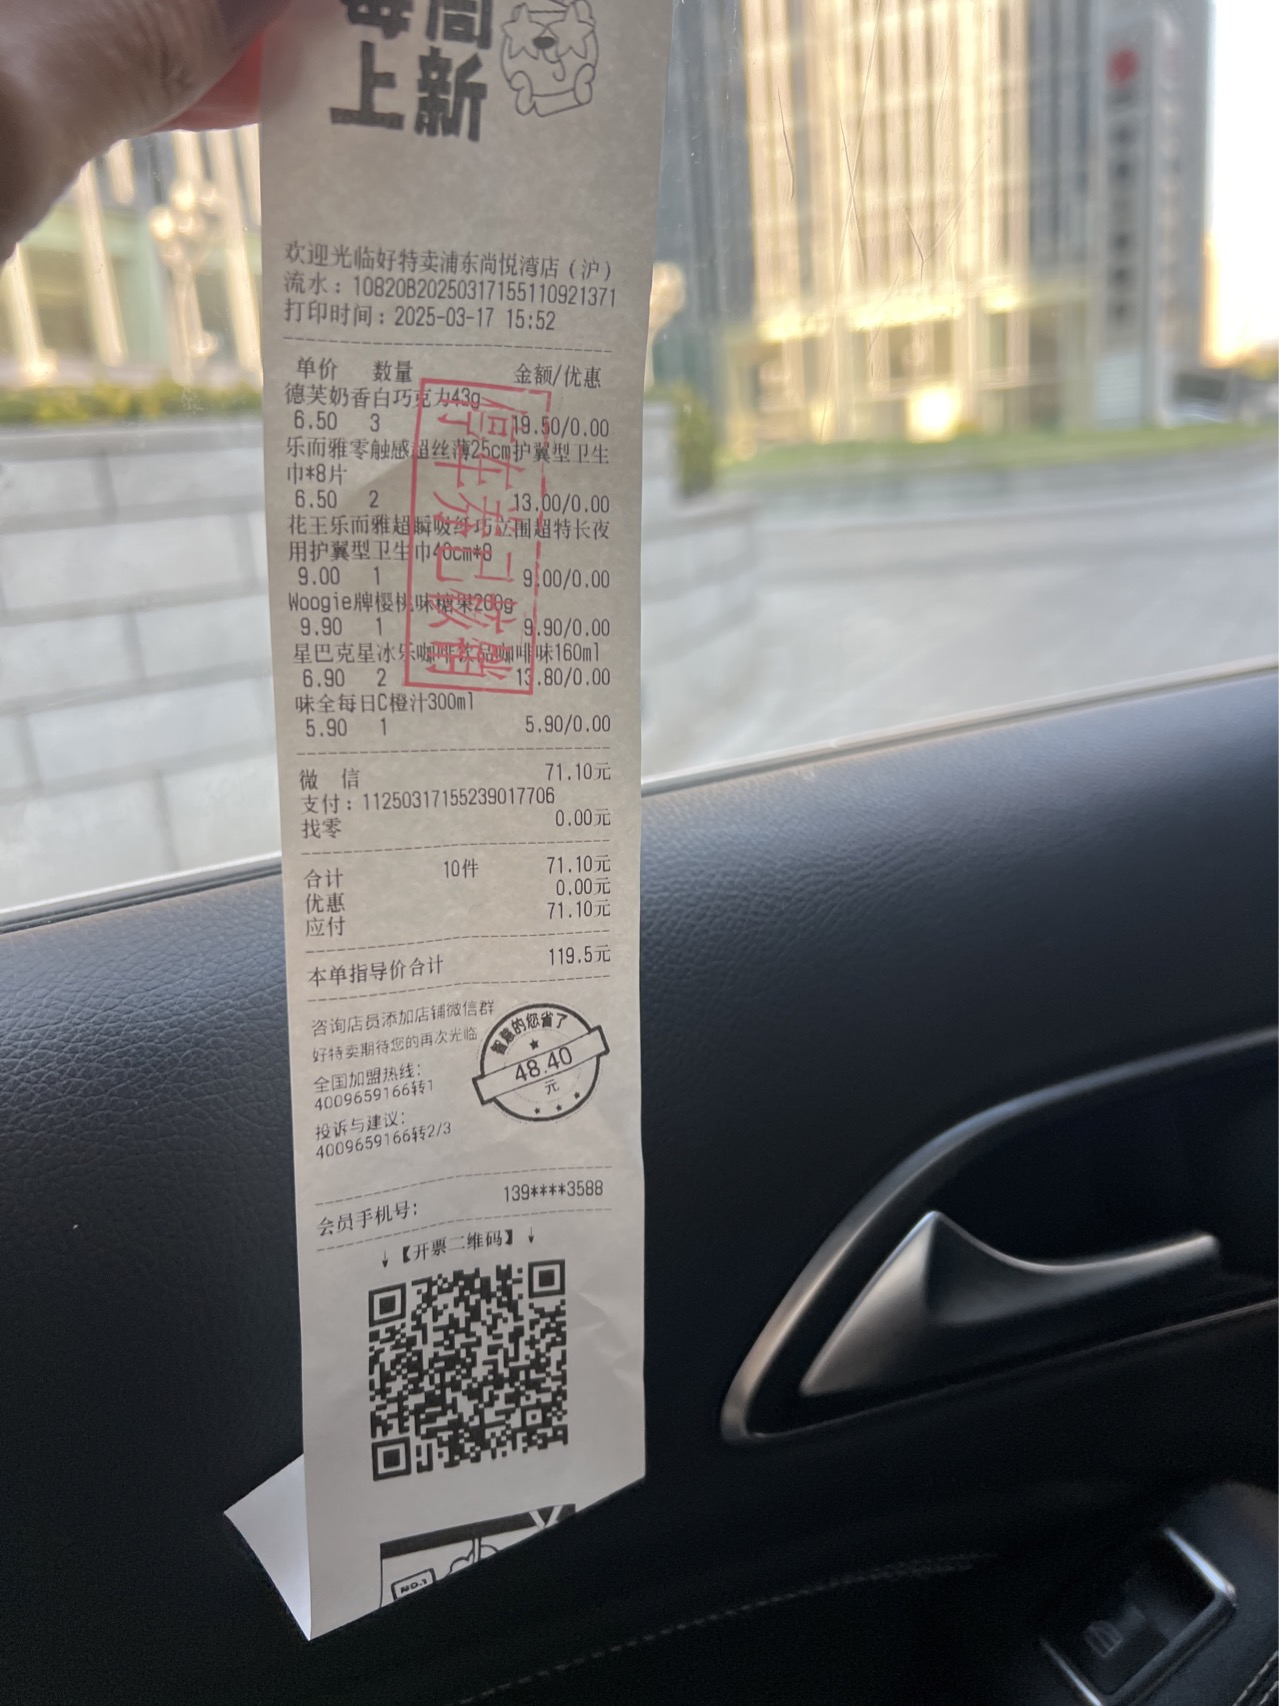 每周
上新
欢迎光临好特卖浦东尚悦湾店（沪）
流水：10820B20250317155110921371
打印时间：2025-03-17 15:52
单价 数量 金额/优惠
德芙奶香白巧克力43g
6.50 3 19.50/0.00
乐而雅零触感超丝薄25cm护翼型卫生
巾*8片
6.50 2 13.00/0.00
花王乐而雅超瞬吸纤巧立围超特长夜
用护翼型卫生巾40cm*8
9.00 1 9.00/0.00
Woogie牌樱桃味糖果200g
9.90 1 9.90/0.00
星巴克星冰乐咖啡饮品咖啡味160ml
6.90 2 13.80/0.00
味全每日C橙汁300ml
5.90 1 5.90/0.00
停车券已核销
微 信 71.10元
支付：11250317155239017706
找零 0.00元
合计 10件 71.10元
优惠 0.00元
应付 71.10元
本单指导价合计 119.5元
咨询店员添加店铺微信群
好特卖期待您的再次光临
全国加盟热线：
4009659166转1
投诉与建议：
4009659166转2/3
智慧的您省了
48.40
元
会员手机号： 139****3588
↓【开票二维码】↓
NO.1